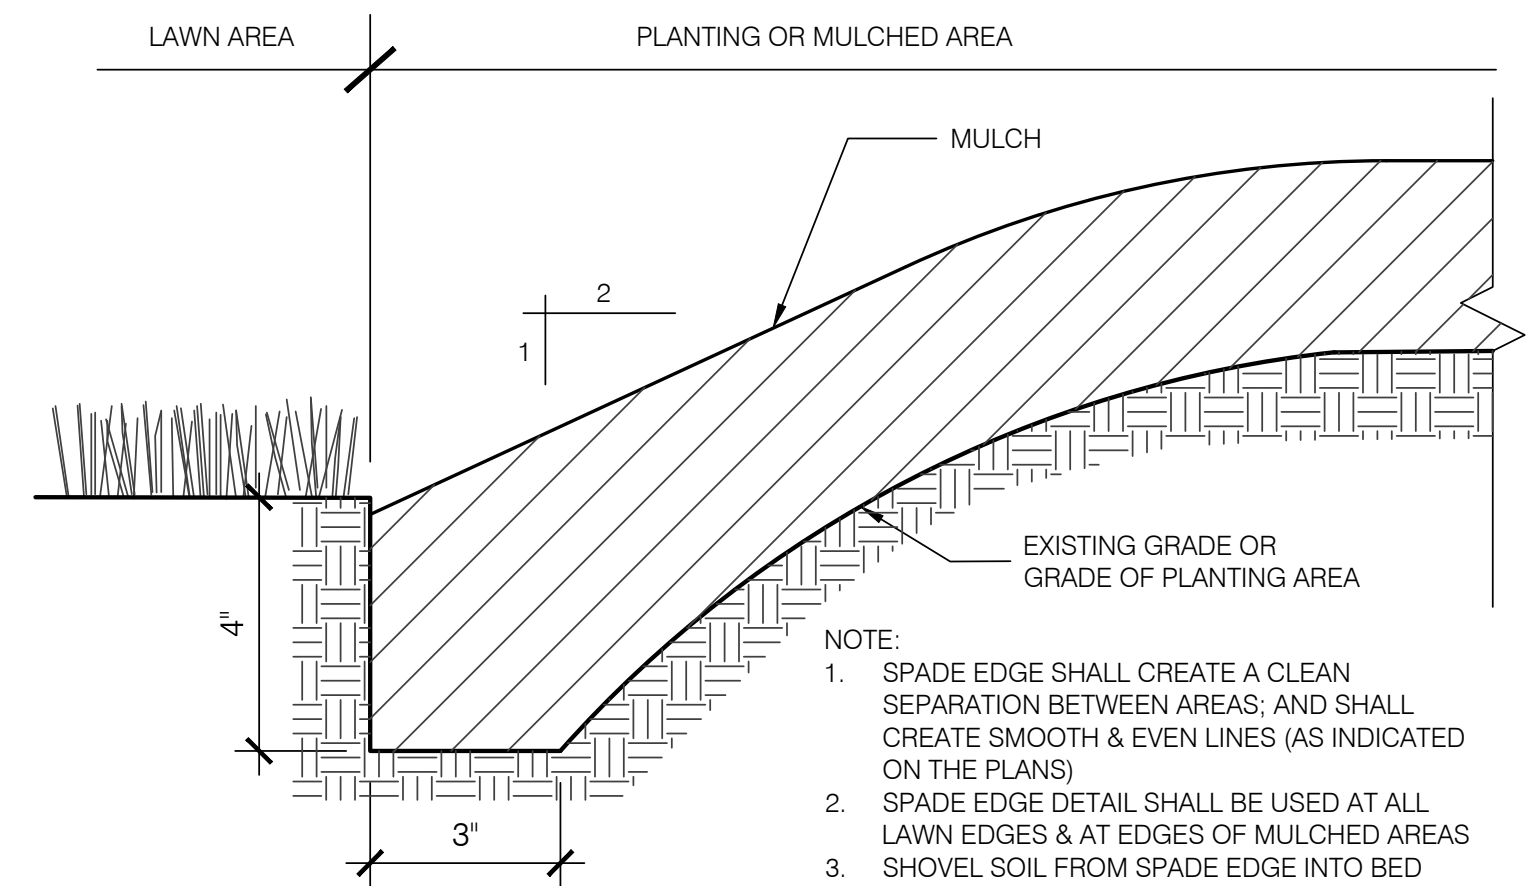 LAWN AREA
PLANTING OR MULCHED AREA
MULCH
2
1
4"
EXISTING GRADE OR
GRADE OF PLANTING AREA
3"
NOTE:
1. SPADE EDGE SHALL CREATE A CLEAN
SEPARATION BETWEEN AREAS; AND SHALL
CREATE SMOOTH & EVEN LINES (AS INDICATED
ON THE PLANS)
2. SPADE EDGE DETAIL SHALL BE USED AT ALL
LAWN EDGES & AT EDGES OF MULCHED AREAS
3. SHOVEL SOIL FROM SPADE EDGE INTO BED